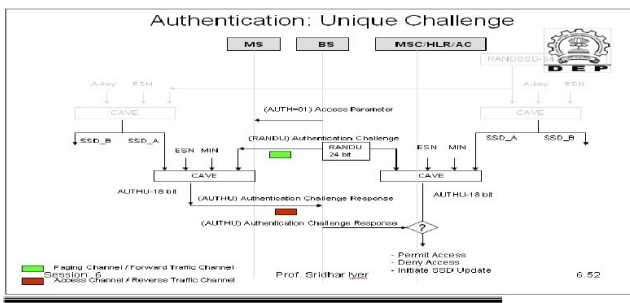 Authentication: Unique Challenge
MS BS MSC/HLR/AC
RANDSSD-64
DEP
A-key ESN
A-key ESN
CAVE
CAVE
(AUTH=01) Access Parameter
SSD_B SSD_A
(RANDU) Authentication Challenge
SSD_A SSD_B
ESN MIN
RANDU
24 bit
ESN MIN
CAVE
CAVE
AUTHU-18 bit
(AUTHU) Authentication Challenge Response
AUTHU-18 bit
(AUTHU) Authentication Challenge Response
?
- Permit Access
- Deny Access
- Initiate SSD Update
Paging Channel / Forward Traffic Channel
Session: 6
Prof. Sridhar Iyer
6.52
Access Channel / Reverse Traffic Channel